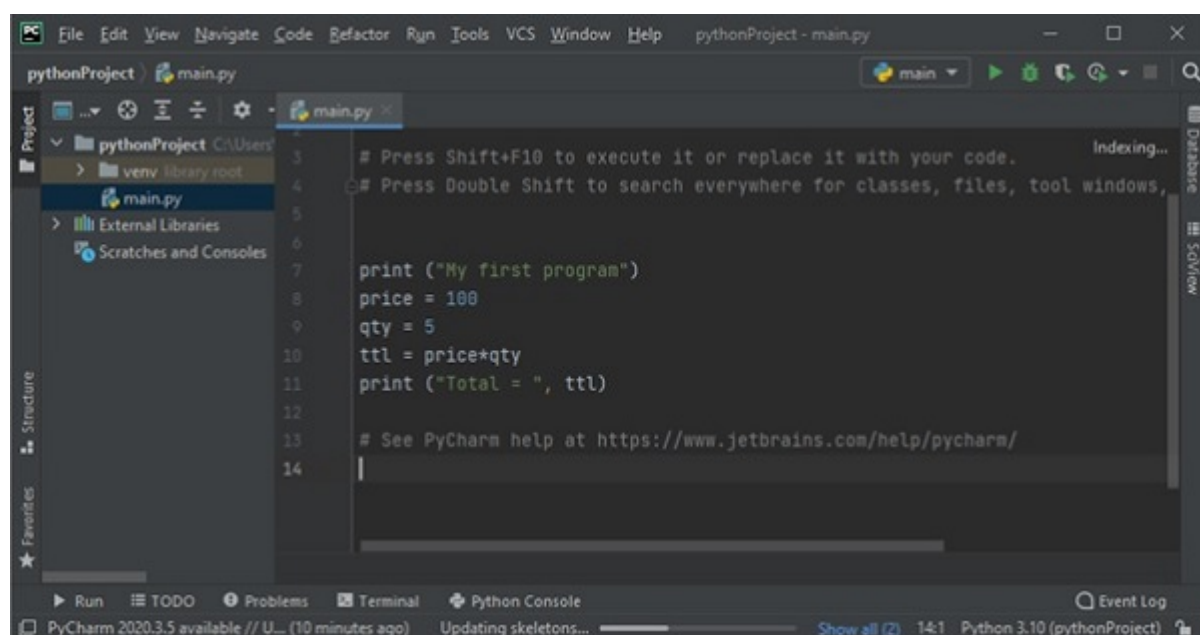 PC File Edit View Navigate Code Refactor Run Tools VCS Window Help pythonProject - main.py
pythonProject main.py main
Project
... main.py
pythonProject C:\Users
venv library root
main.py
External Libraries
Scratches and Consoles
Indexing...
3 # Press Shift+F10 to execute it or replace it with your code.
4 # Press Double Shift to search everywhere for classes, files, tool windows,
5
6
7 print ("My first program")
8 price = 100
9 qty = 5
10 ttl = price*qty
11 print ("Total = ", ttl)
12
13 # See PyCharm help at https://www.jetbrains.com/help/pycharm/
14
Database
SciView
Structure
Favorites
Run TODO Problems Terminal Python Console Event Log
PyCharm 2020.3.5 available // U... (10 minutes ago) Updating skeletons... Show all (2) 14:1 Python 3.10 (pythonProject)